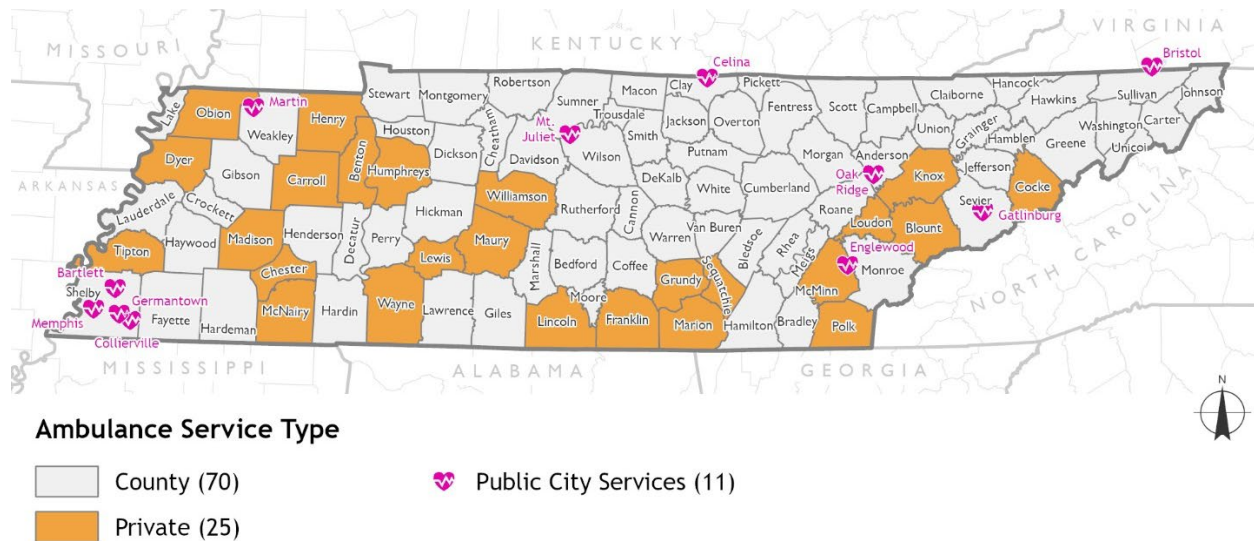 MISSOURI
KENTUCKY
VIRGINIA
ARKANSAS
NORTH CAROLINA
MISSISSIPPI
ALABAMA
GEORGIA
Lake
Obion
Martin
Weakley
Henry
Stewart
Montgomery
Robertson
Sumner
Macon
Trousdale
Clay
Celina
Pickett
Jackson
Overton
Fentress
Scott
Campbell
Claiborne
Hancock
Hawkins
Sullivan
Bristol
Johnson
Carter
Washington
Unicoi
Greene
Hamblen
Grainger
Union
Houston
Dickson
Cheatham
Davidson
Mt.
Juliet
Wilson
Smith
Putnam
DeKalb
White
Cumberland
Morgan
Anderson
Oak
Ridge
Roane
Knox
Jefferson
Cocke
Sevier
Gatlinburg
Blount
Loudon
Dyer
Gibson
Carroll
Benton
Humphreys
Hickman
Williamson
Rutherford
Cannon
Warren
Van Buren
Bledsoe
Rhea
Meigs
Englewood
McMinn
Monroe
Lauderdale
Crockett
Haywood
Madison
Henderson
Decatur
Perry
Lewis
Maury
Marshall
Bedford
Coffee
Moore
Grundy
Sequatchie
Tipton
Bartlett
Shelby
Germantown
Memphis
Collierville
Fayette
Hardeman
Chester
McNairy
Hardin
Wayne
Lawrence
Giles
Lincoln
Franklin
Marion
Hamilton
Bradley
Polk
N
Ambulance Service Type
County (70)
Public City Services (11)
Private (25)